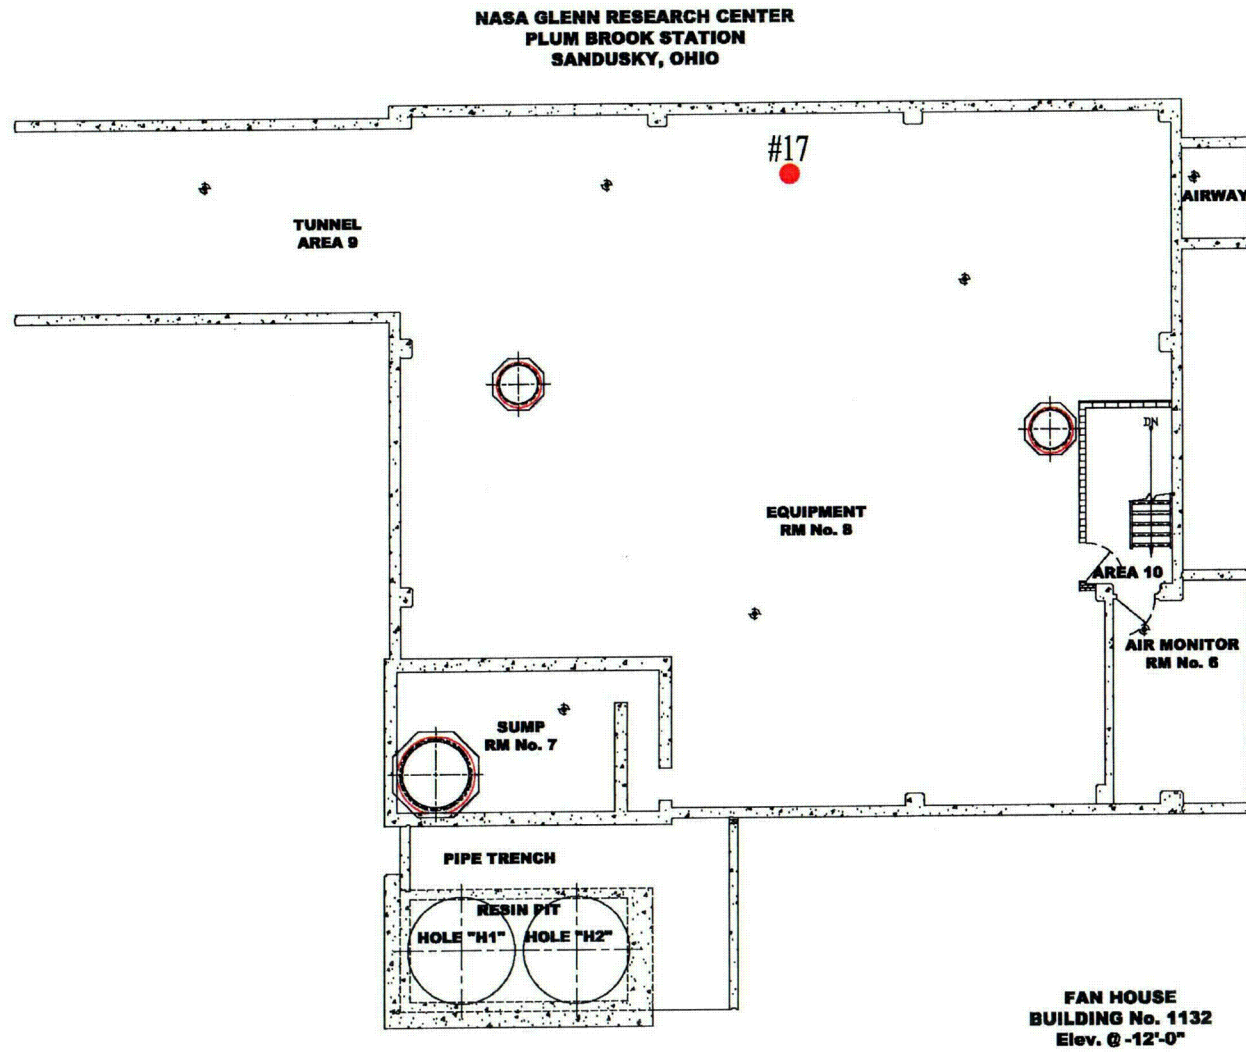 NASA GLENN RESEARCH CENTER
PLUM BROOK STATION
SANDUSKY, OHIO
#17
AIRWAY
TUNNEL
AREA 9
DN
EQUIPMENT
RM No. 8
AREA 10
AIR MONITOR
RM No. 6
SUMP
RM No. 7
PIPE TRENCH
RESIN PIT
HOLE "H1" HOLE "H2"
FAN HOUSE
BUILDING No. 1132
Elev. @ -12'-0"